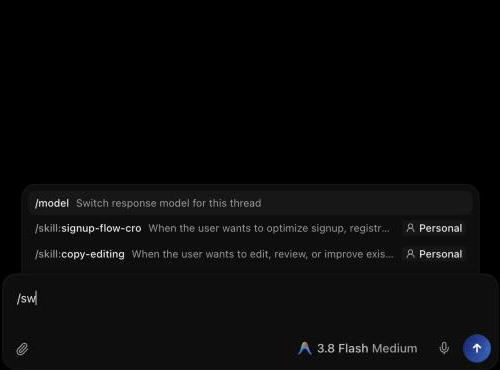 /model Switch response model for this thread
/skill:signup-flow-cro When the user wants to optimize signup, registr... Personal
/skill:copy-editing When the user wants to edit, review, or improve exis... Personal
/sw
3.8 Flash Medium